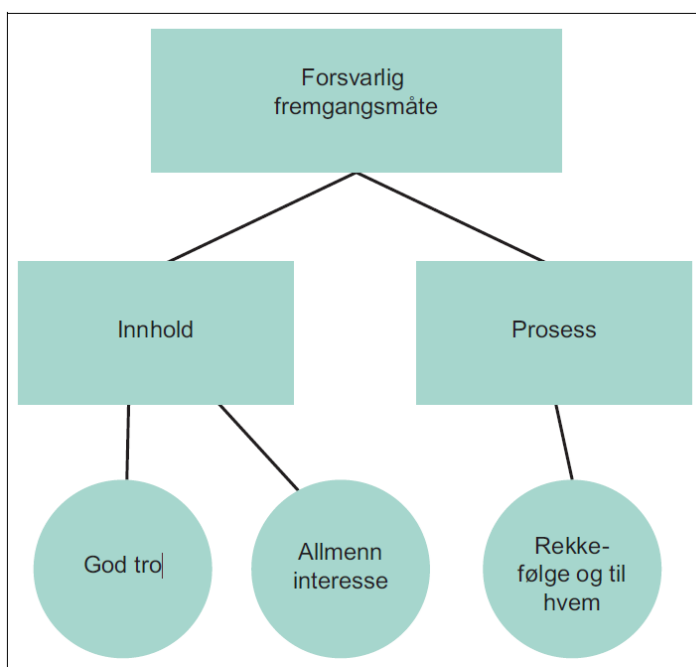 Forsvarlig
fremgangsmåte
Innhold
Prosess
God tro
Allmenn
interesse
Rekke-
følge og til
hvem